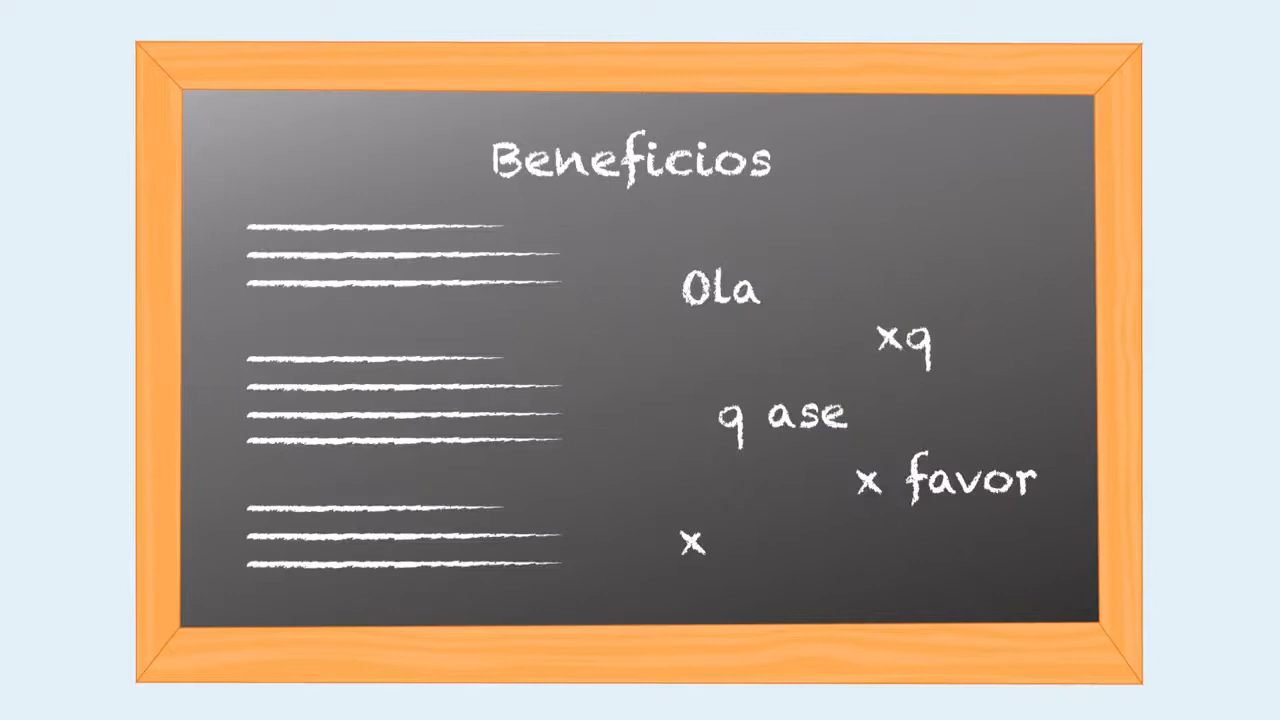 Beneficios
Ola
xq
q ase
x favor
x